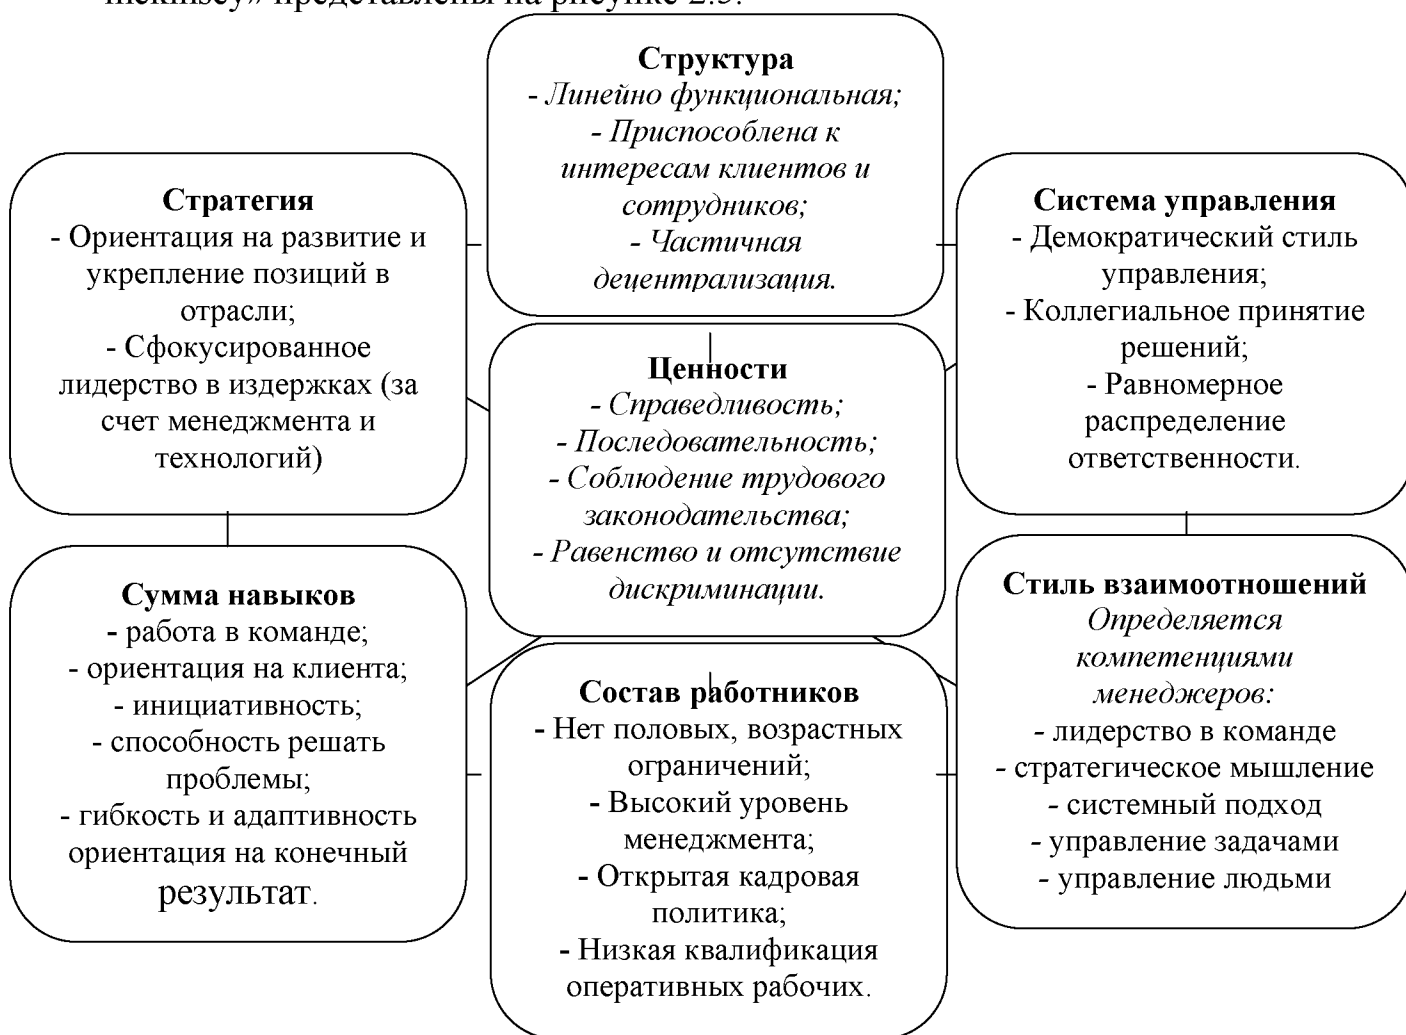 mckinsey» представлены на рисунке 2.3.
Структура
- Линейно функциональная;
- Приспособлена к
интересам клиентов и
сотрудников;
- Частичная
децентрализация.
Стратегия
- Ориентация на развитие и
укрепление позиций в
отрасли;
- Сфокусированное
лидерство в издержках (за
счет менеджмента и
технологий)
Система управления
- Демократический стиль
управления;
- Коллегиальное принятие
решений;
- Равномерное
распределение
ответственности.
Ценности
- Справедливость;
- Последовательность;
- Соблюдение трудового
законодательства;
- Равенство и отсутствие
дискриминации.
Сумма навыков
- работа в команде;
- ориентация на клиента;
- инициативность;
- способность решать
проблемы;
- гибкость и адаптивность
ориентация на конечный
результат.
Состав работников
- Нет половых, возрастных
ограничений;
- Высокий уровень
менеджмента;
- Открытая кадровая
политика;
- Низкая квалификация
оперативных рабочих.
Стиль взаимоотношений
Определяется
компетенциями
менеджеров:
- лидерство в команде
- стратегическое мышление
- системный подход
- управление задачами
- управление людьми